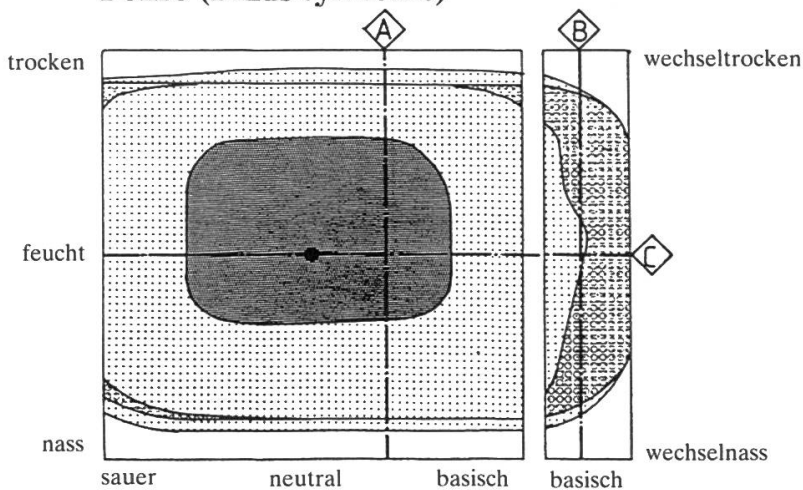 A
B
trocken
wechseltrocken
feucht
C
nass
wechselnass
sauer
neutral
basisch
basisch